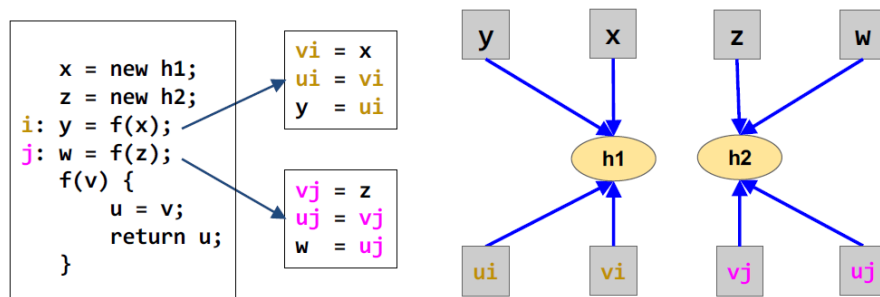 x = new h1;
z = new h2;
i: y = f(x);
j: w = f(z);
f(v) {
u = v;
return u;
}
vi = x
ui = vi
y = ui
vj = z
uj = vj
w = uj
y x z w
h1 h2
ui vi vj uj